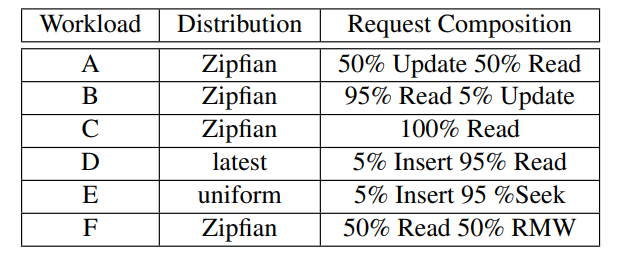 Workload Distribution Request Composition
A Zipfian 50% Update 50% Read
B Zipfian 95% Read 5% Update
C Zipfian 100% Read
D latest 5% Insert 95% Read
E uniform 5% Insert 95 %Seek
F Zipfian 50% Read 50% RMW